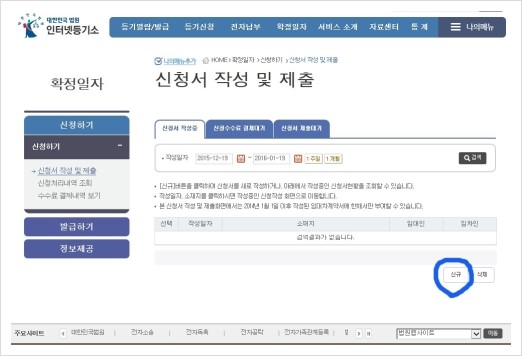 대한민국 법원
인터넷등기소
등기열람/발급 등기신청 전자납부 확정일자 서비스 소개 자료센터 통계 나의메뉴
나의메뉴추가 HOME > 확정일자 > 신청하기 > 신청서 작성 및 제출
확정일자
신청서 작성 및 제출
신청하기
신청하기 -
신청서 작성 및 제출
신청처리내역 조회
수수료 결제내역 보기
발급하기
정보제공
신청서 작성중 신청수수료 결제대기 신청서 제출대기
작성일자 2015-12-19 ~ 2016-01-19 1 주일 1 개월 검색
[신규]버튼을 클릭하여 신청서를 새로 작성하거나, 아래에서 작성중인 신청서현황을 조회할 수 있습니다.
작성일자, 소재지를 클릭하시면 작성중인 신청작성 화면으로 이동합니다.
본 신청서 작성 및 제출화면에서는 2014년 1월 1일 이후 작성된 임대차계약서에 한해서만 부여할 수 있습니다.
선택 작성일자 소재지 임대인 임차인
검색결과가 없습니다.
신규 삭제
주요사이트 대한민국법원 전자소송 전자독촉 전자공탁 전자가족관계등록 법원웹사이트 이동